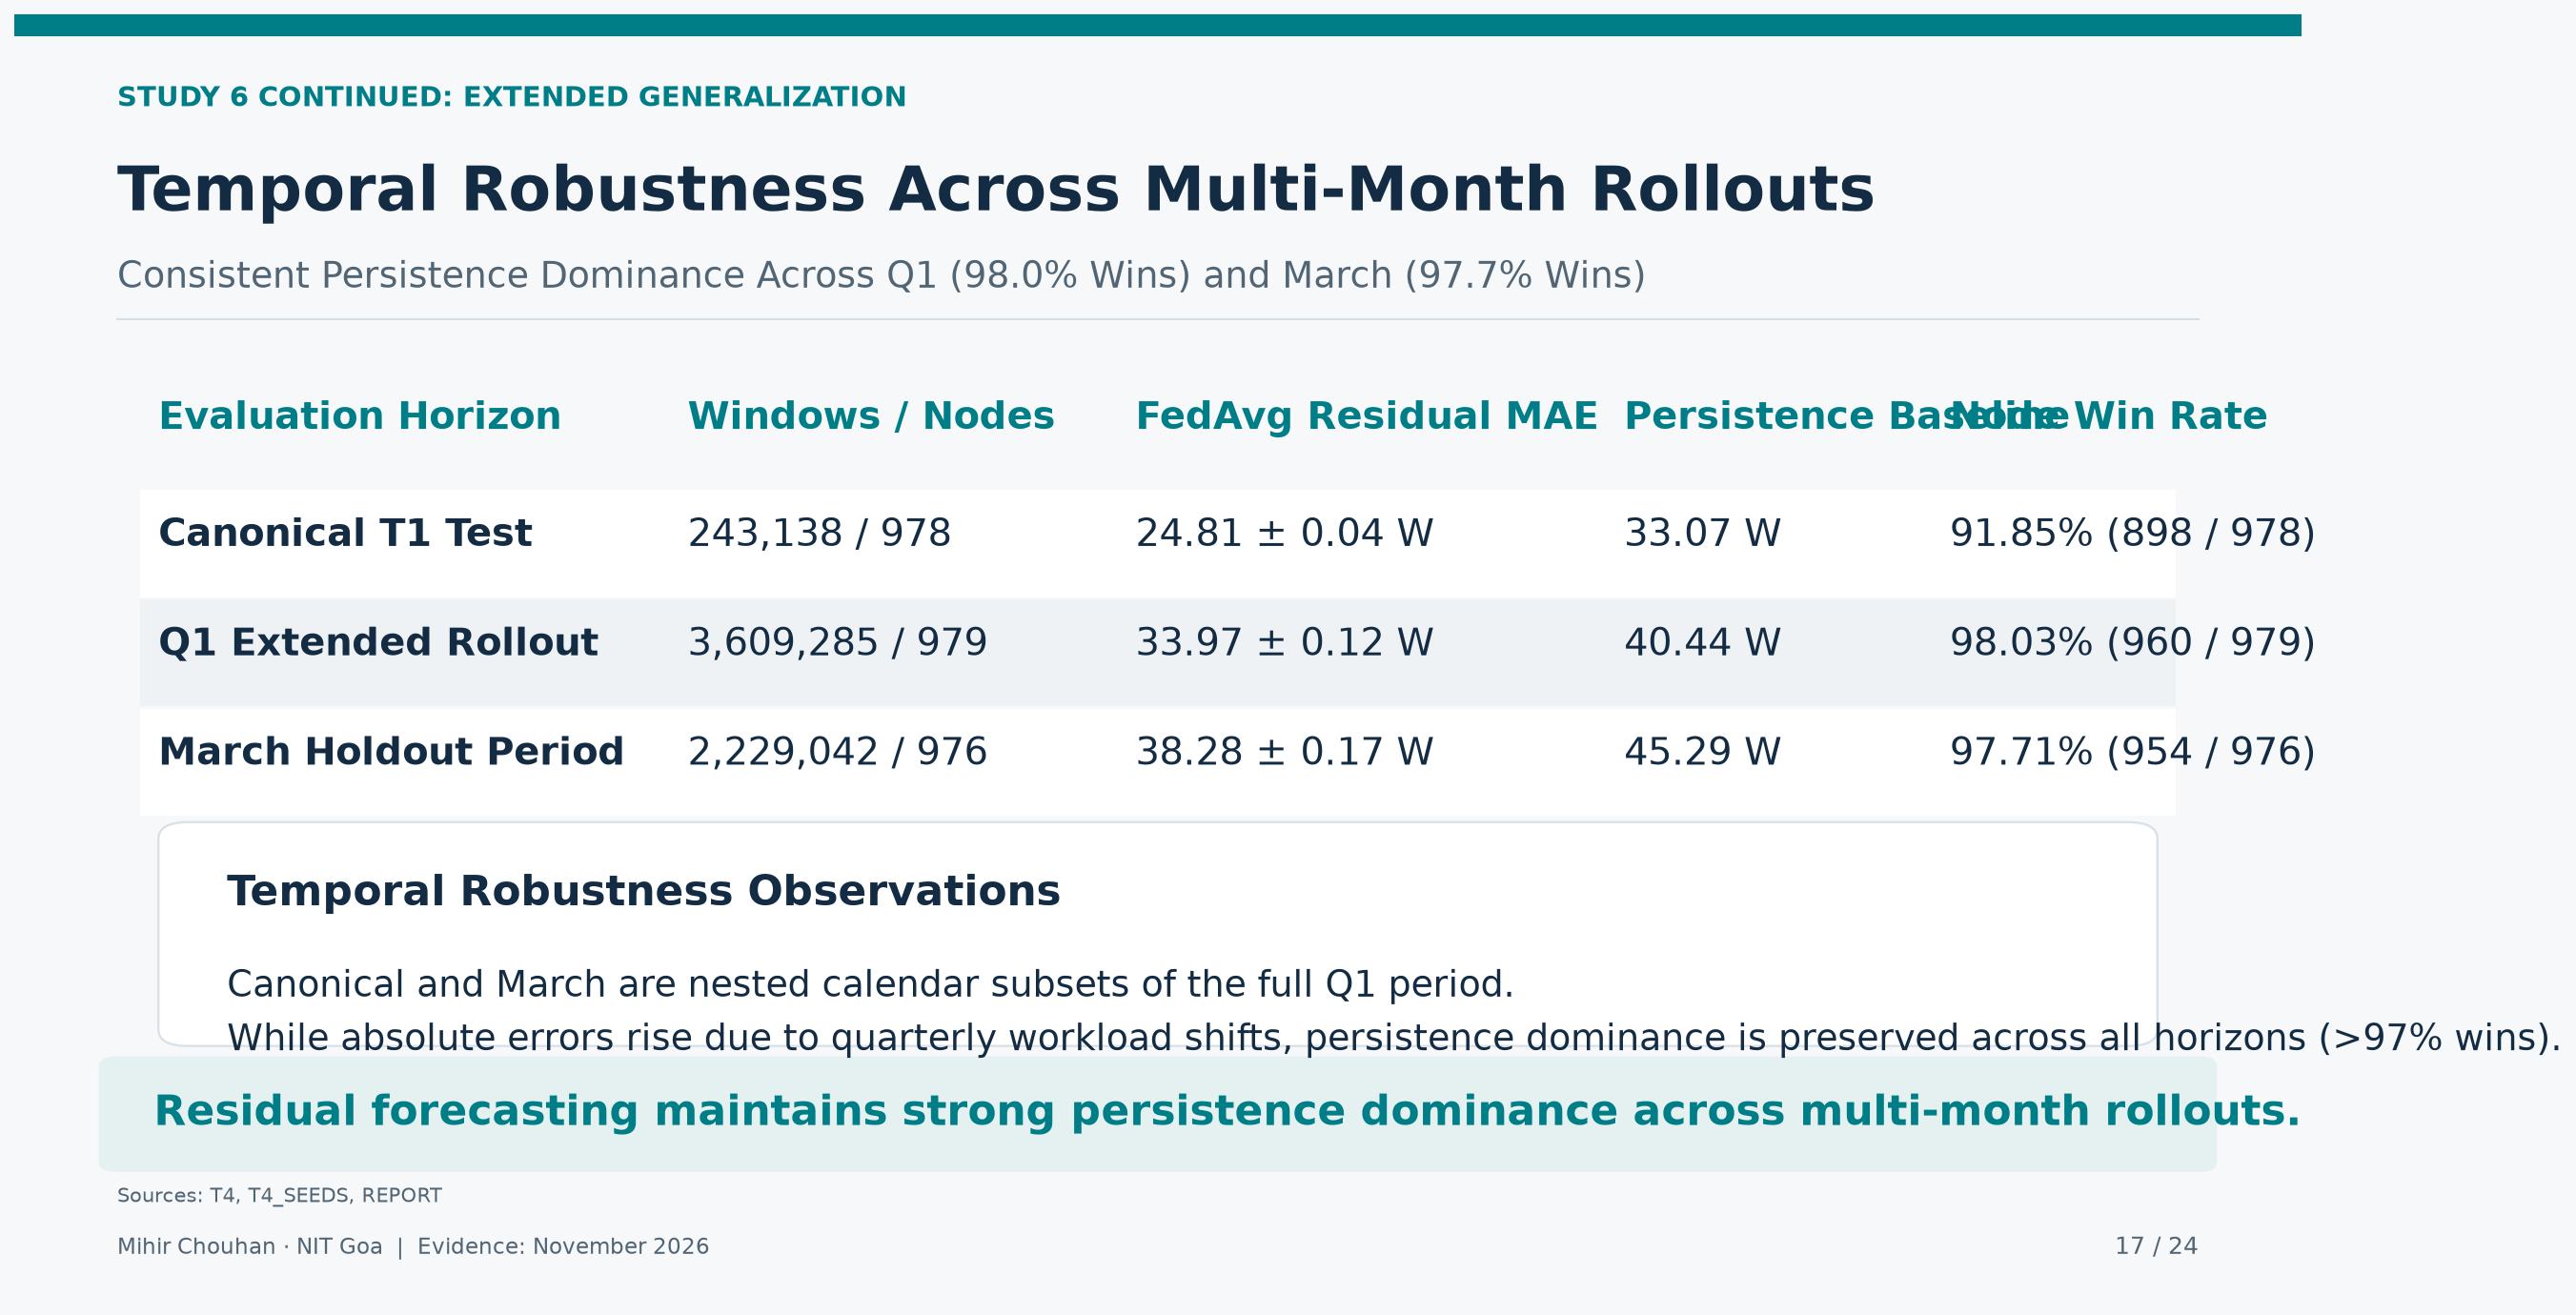 STUDY 6 CONTINUED: EXTENDED GENERALIZATION
Temporal Robustness Across Multi-Month Rollouts
Consistent Persistence Dominance Across Q1 (98.0% Wins) and March (97.7% Wins)
Evaluation Horizon Windows / Nodes FedAvg Residual MAE Persistence Baseline Node Win Rate
Canonical T1 Test 243,138 / 978 24.81 ± 0.04 W 33.07 W 91.85% (898 / 978)
Q1 Extended Rollout 3,609,285 / 979 33.97 ± 0.12 W 40.44 W 98.03% (960 / 979)
March Holdout Period 2,229,042 / 976 38.28 ± 0.17 W 45.29 W 97.71% (954 / 976)
Temporal Robustness Observations
Canonical and March are nested calendar subsets of the full Q1 period.
While absolute errors rise due to quarterly workload shifts, persistence dominance is preserved across all horizons (>97% wins).
Residual forecasting maintains strong persistence dominance across multi-month rollouts.
Sources: T4, T4_SEEDS, REPORT
Mihir Chouhan · NIT Goa | Evidence: November 2026
17 / 24